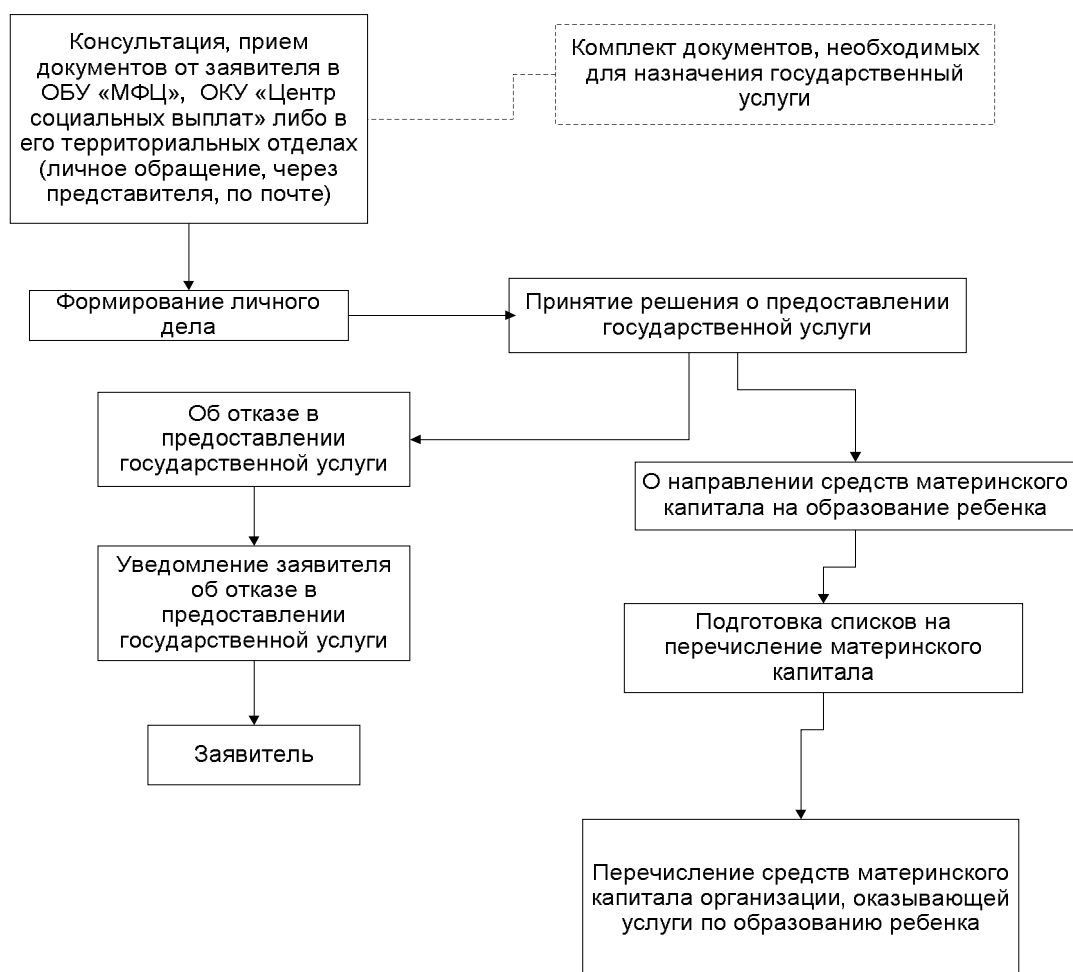 Консультация, прием
документов от заявителя в
ОБУ «МФЦ», ОКУ «Центр
социальных выплат» либо в
его территориальных отделах
(личное обращение, через
представителя, по почте)
Комплект документов, необходимых
для назначения государственный
услуги
Формирование личного
дела
Принятие решения о предоставлении
государственной услуги
Об отказе в
предоставлении
государственной услуги
О направлении средств материнского
капитала на образование ребенка
Уведомление заявителя
об отказе в
предоставлении
государственной услуги
Подготовка списков на
перечисление материнского
капитала
Заявитель
Перечисление средств материнского
капитала организации, оказывающей
услуги по образованию ребенка